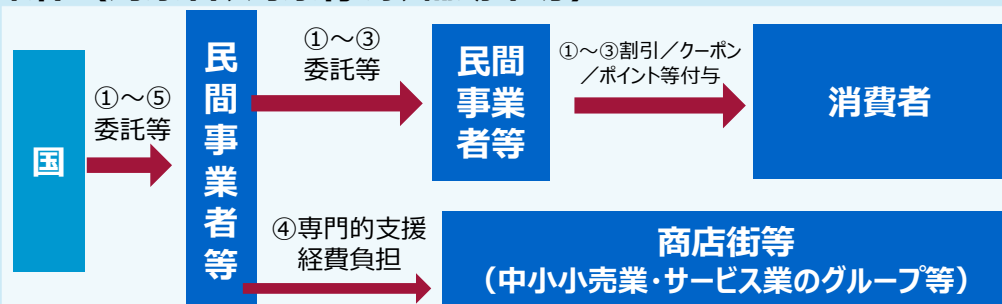 国
①～⑤
委託等
民
間
事
業
者
等
①～③
委託等
民間
事業
者等
①～③割引／クーポン
／ポイント等付与
消費者
④専門的支援
経費負担
商店街等
（中小小売業・サービス業のグループ等）